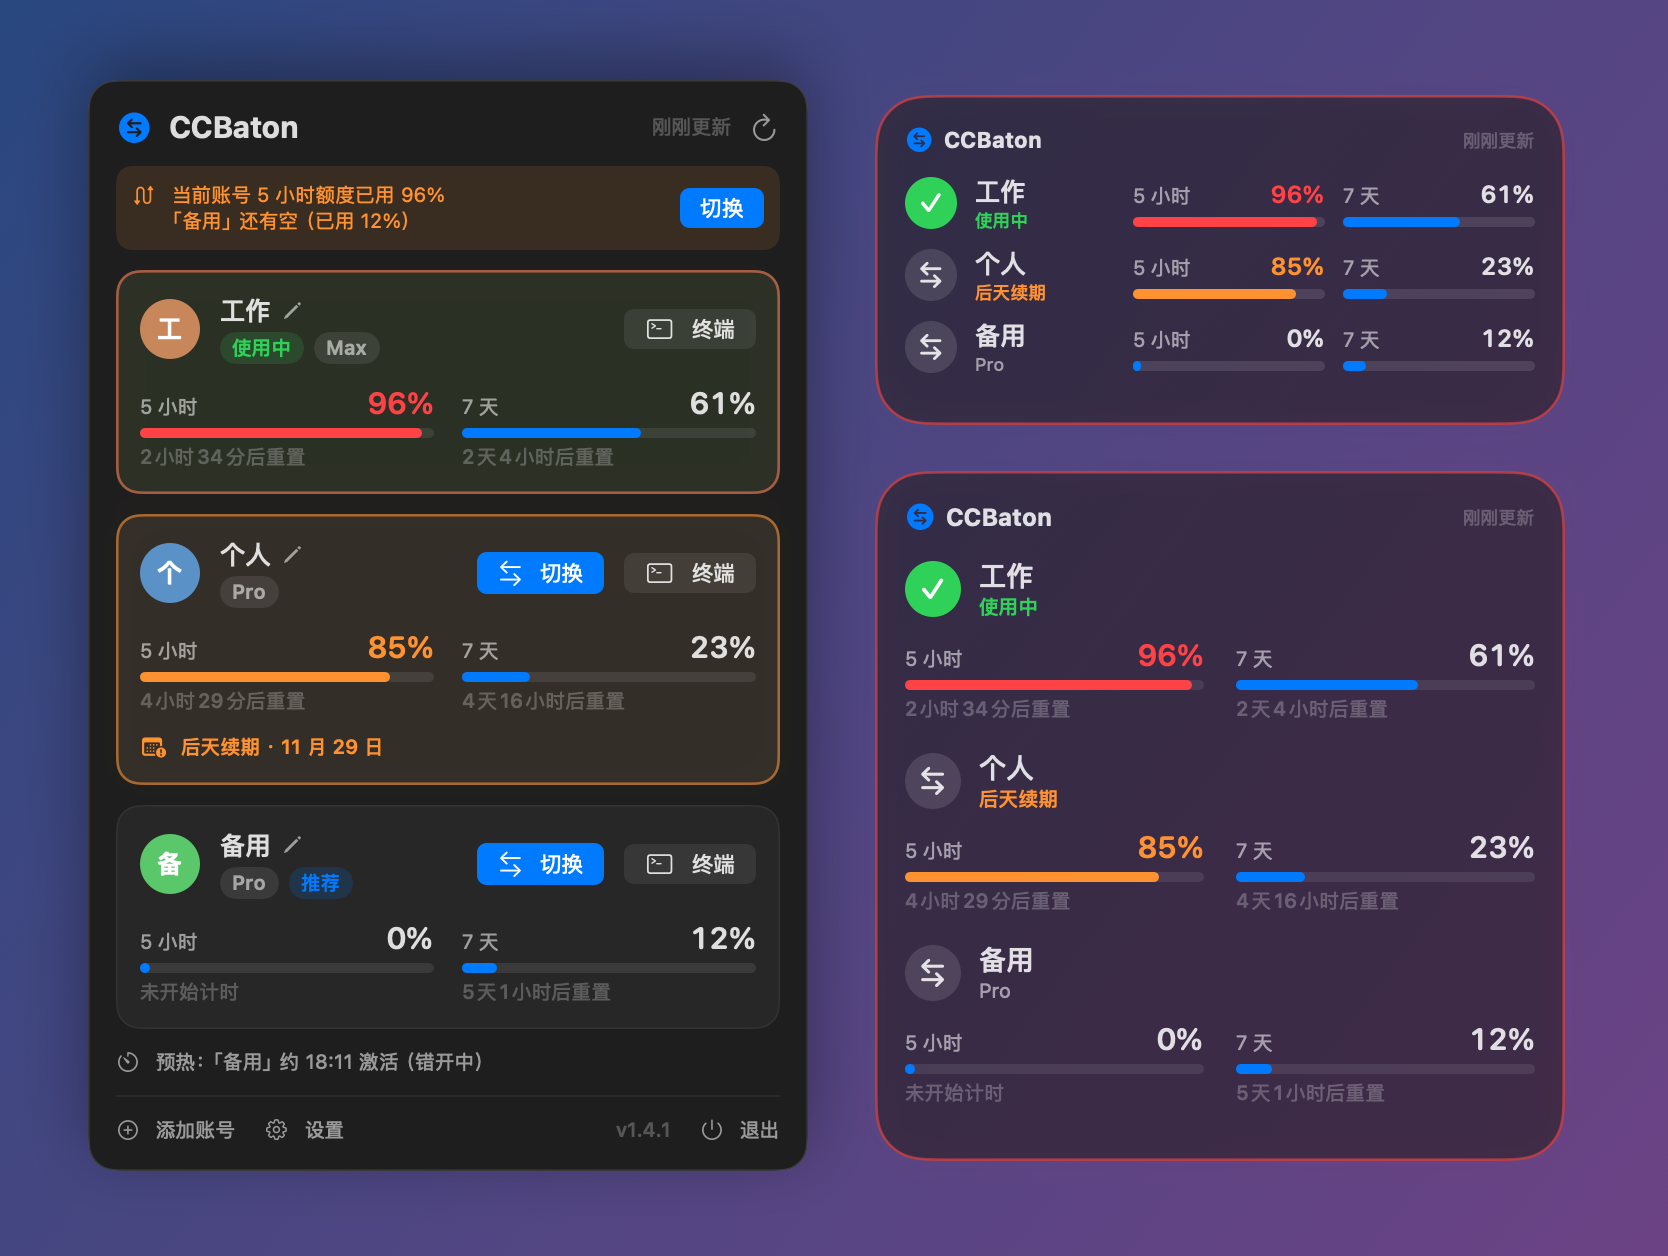 CCBaton
刚刚更新
当前账号 5 小时额度已用 96%
「备用」还有空（已用 12%）
切换
工
工作
使用中 Max
终端
5 小时 96% 7 天 61%
2小时34分后重置 2天4小时后重置
个
个人
Pro
切换 终端
5 小时 85% 7 天 23%
4小时29分后重置 4天16小时后重置
后天续期 · 11 月 29 日
备
备用
Pro 推荐
切换 终端
5 小时 0% 7 天 12%
未开始计时 5天1小时后重置
预热：「备用」约 18:11 激活（错开中）
添加账号 设置 v1.4.1 退出
CCBaton 刚刚更新
工作
使用中
5 小时 96% 7 天 61%
个人
后天续期
5 小时 85% 7 天 23%
备用
Pro
5 小时 0% 7 天 12%
CCBaton 刚刚更新
工作
使用中
5 小时 96% 7 天 61%
2小时34分后重置 2天4小时后重置
个人
后天续期
5 小时 85% 7 天 23%
4小时29分后重置 4天16小时后重置
备用
Pro
5 小时 0% 7 天 12%
未开始计时 5天1小时后重置